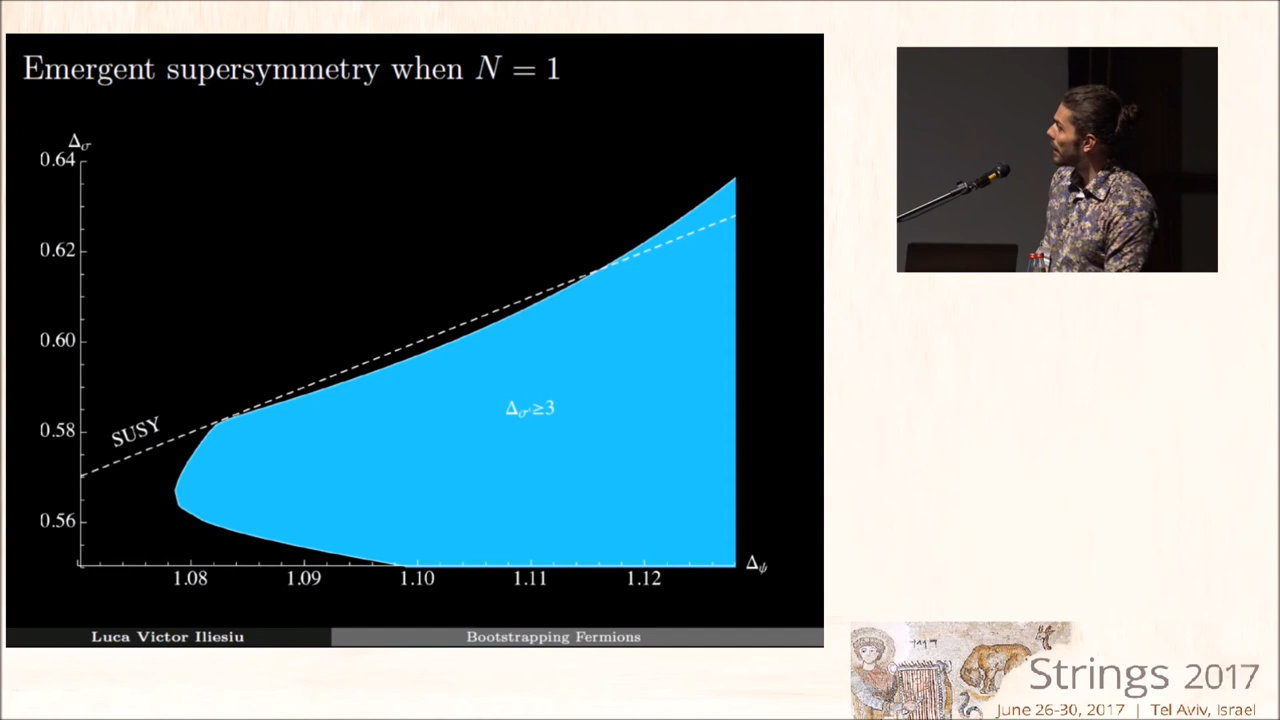 Emergent supersymmetry when N = 1
Δσ
0.64
0.62
0.60
0.58
0.56
SUSY
Δσ'≥3
1.08
1.09
1.10
1.11
1.12
Δψ
Luca Victor Iliesiu
Bootstrapping Fermions
Strings 2017
June 26-30, 2017 | Tel Aviv, Israel